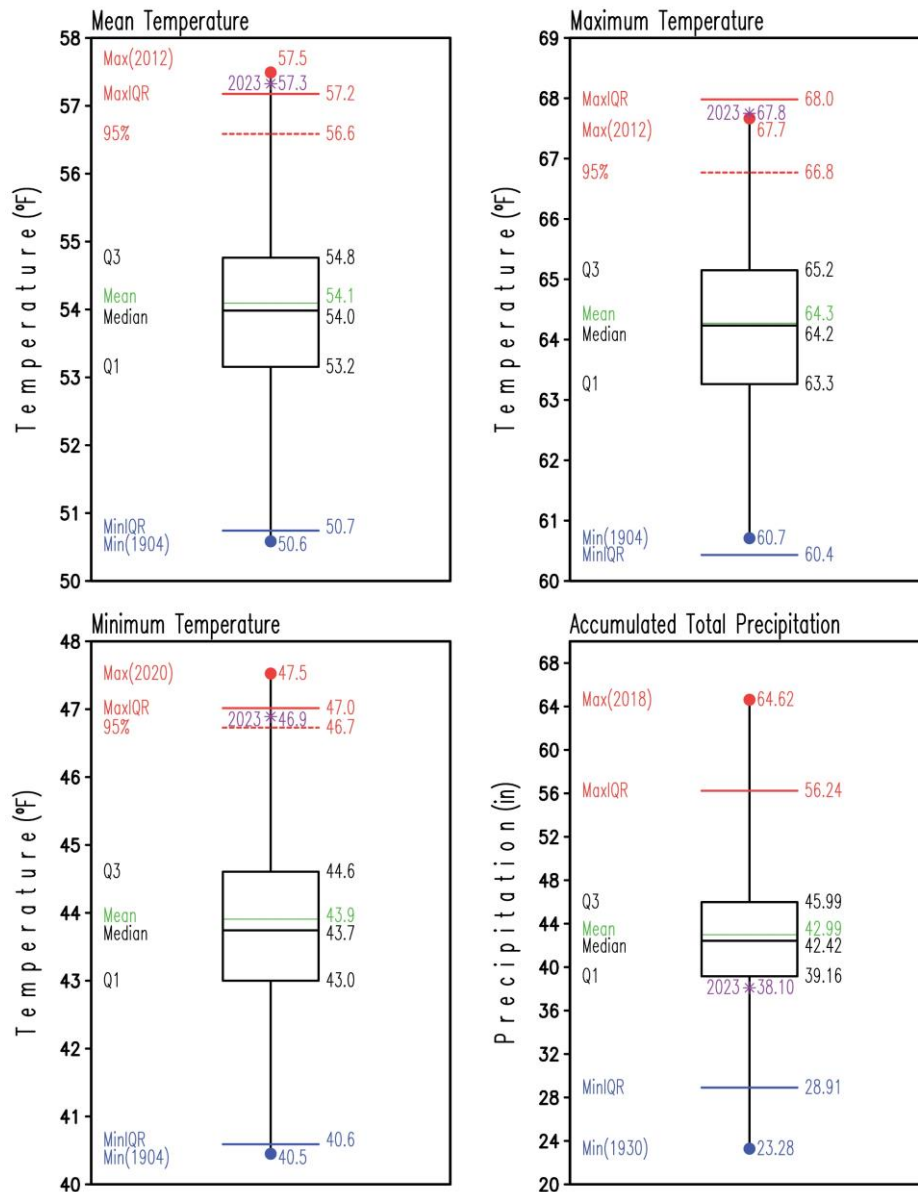 Mean Temperature
58
57
56
55
54
53
52
51
50
Temperature(ºF)
Max(2012) 57.5
2023 * 57.3
MaxIQR 57.2
95% 56.6
Q3 54.8
Mean 54.1
Median 54.0
Q1 53.2
MinIQR 50.7
Min(1904) 50.6
Maximum Temperature
69
68
67
66
65
64
63
62
61
60
Temperature(ºF)
MaxIQR 68.0
2023 * 67.8
Max(2012) 67.7
95% 66.8
Q3 65.2
Mean 64.3
Median 64.2
Q1 63.3
Min(1904) 60.7
MinIQR 60.4
Minimum Temperature
48
47
46
45
44
43
42
41
40
Temperature(ºF)
Max(2020) 47.5
MaxIQR 47.0
2023 * 46.9
95% 46.7
Q3 44.6
Mean 43.9
Median 43.7
Q1 43.0
MinIQR 40.6
Min(1904) 40.5
Accumulated Total Precipitation
68
64
60
56
52
48
44
40
36
32
28
24
20
Precipitation(in)
Max(2018) 64.62
MaxIQR 56.24
Q3 45.99
Mean 42.99
Median 42.42
Q1 39.16
2023 * 38.10
MinIQR 28.91
Min(1930) 23.28